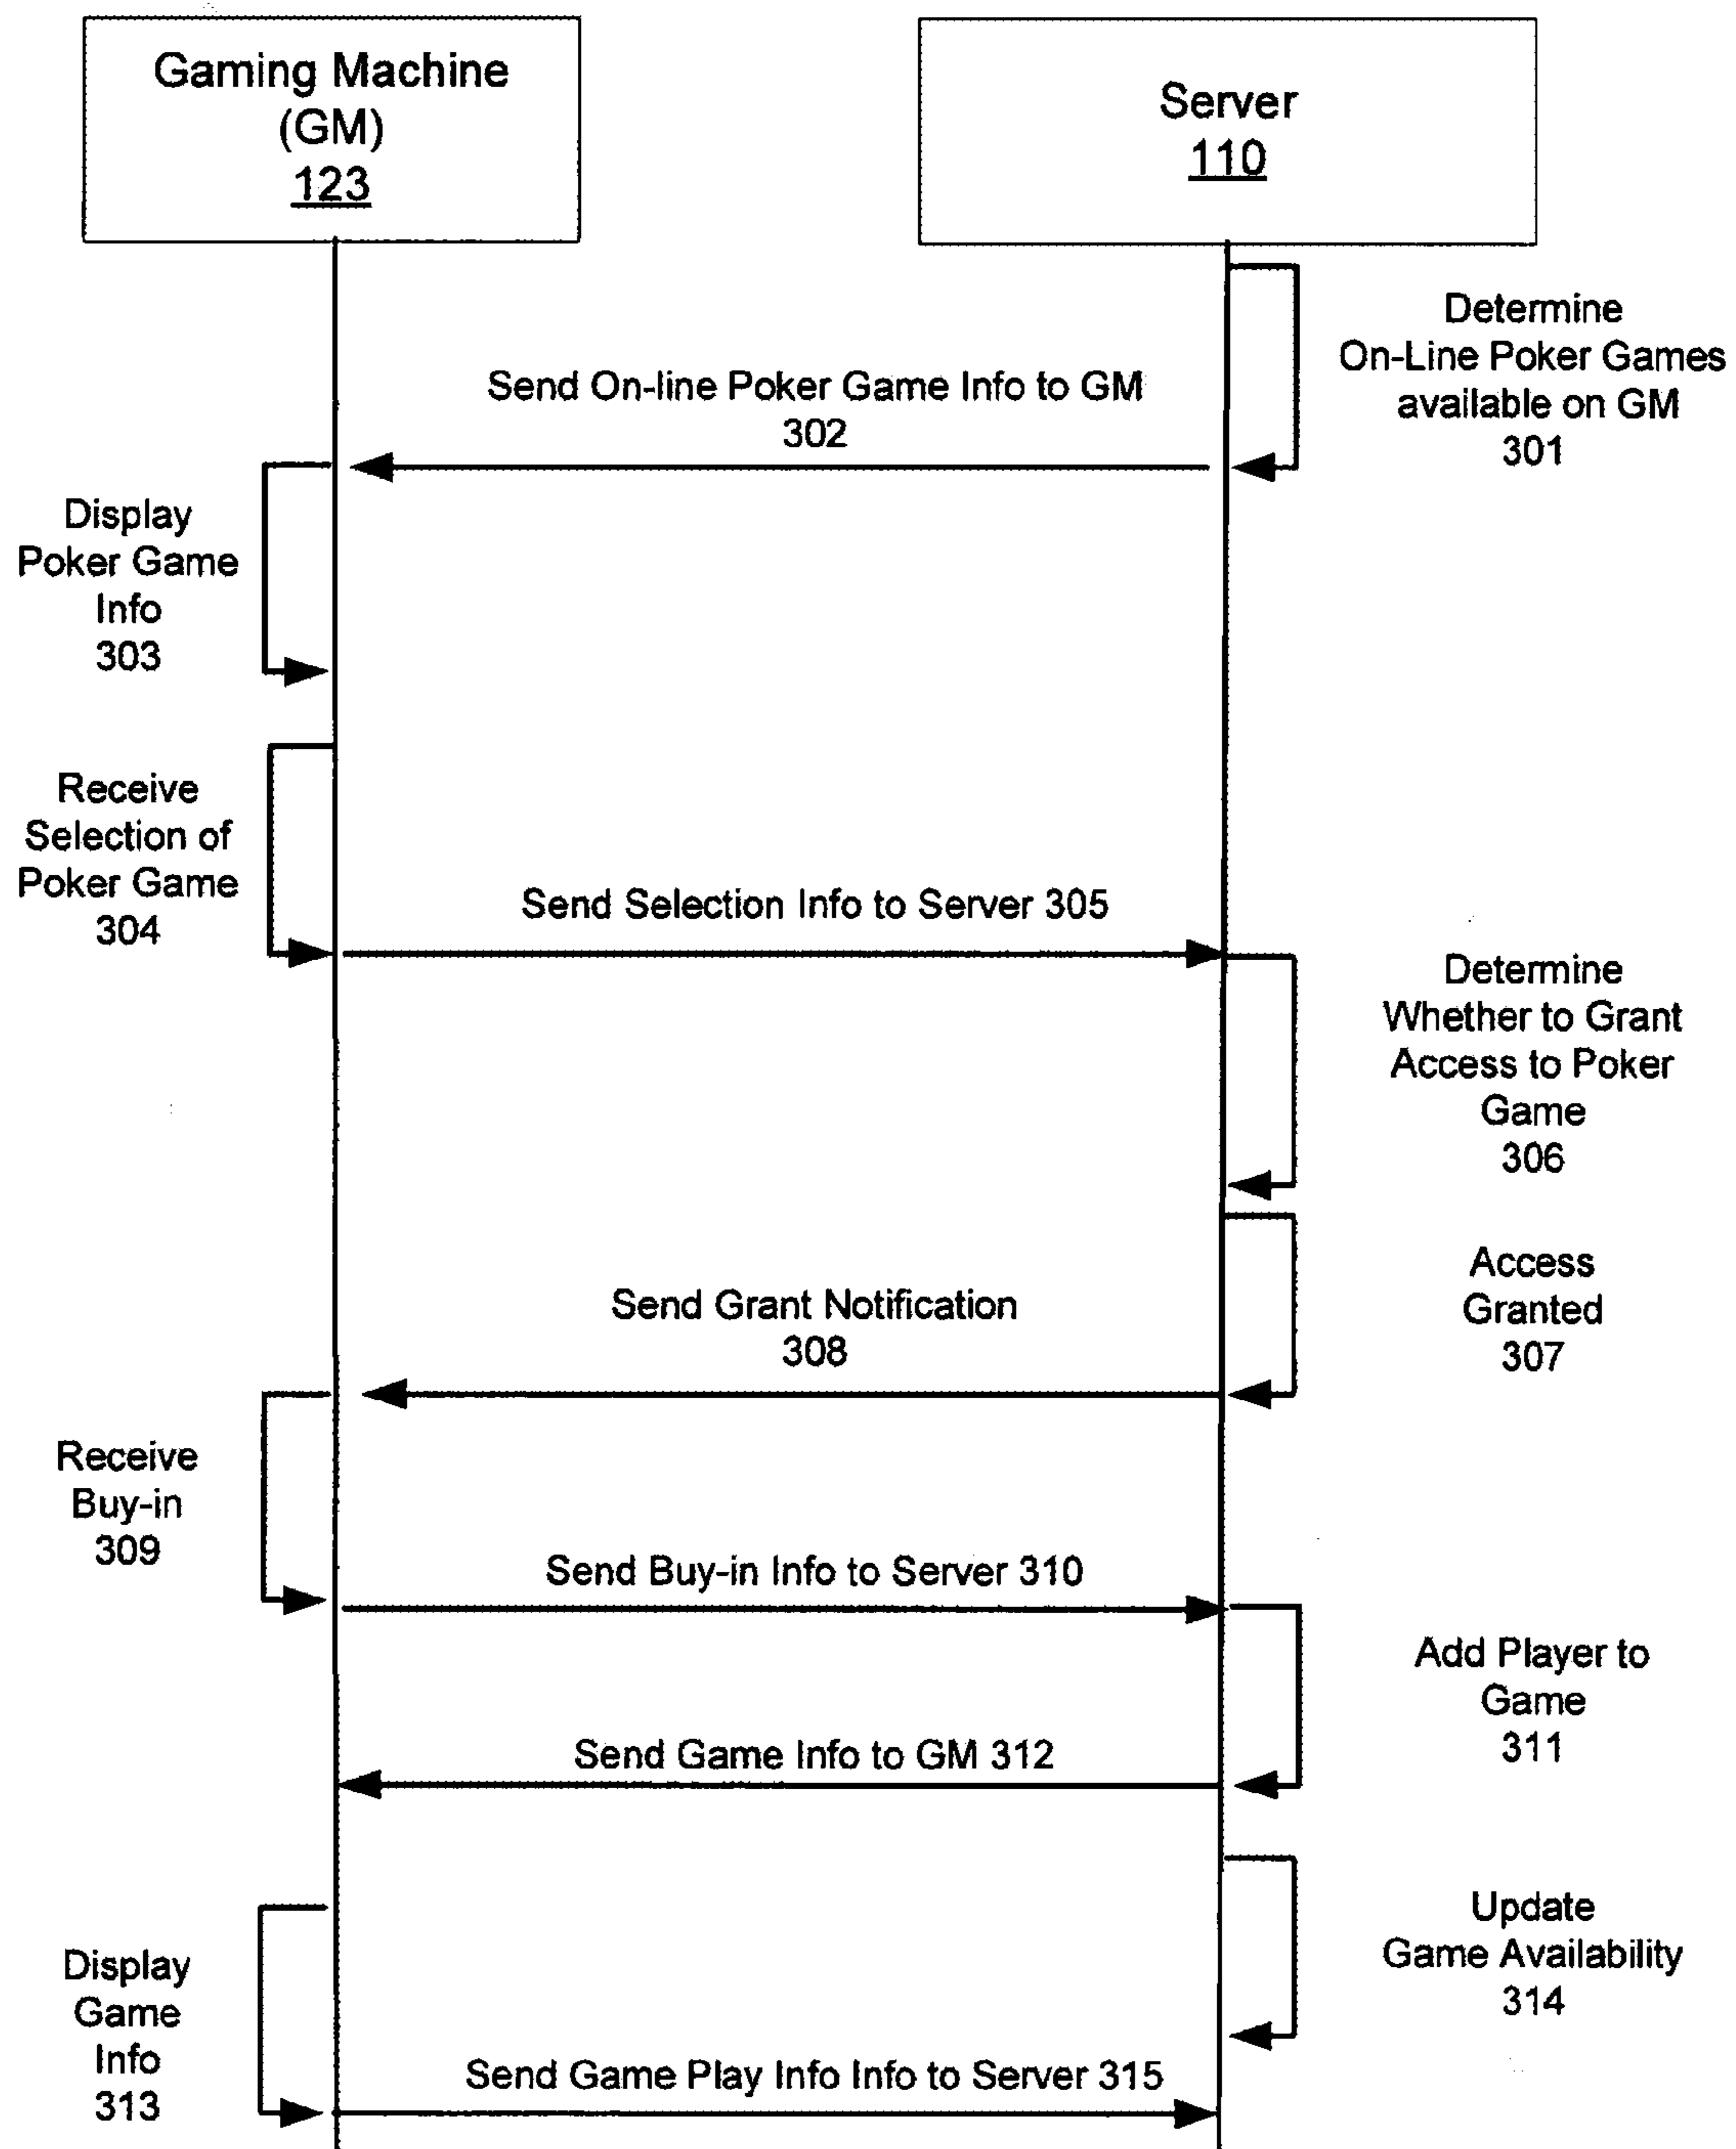 Gaming Machine
(GM)
123
Server
110
Determine
On-Line Poker Games
available on GM
301
Send On-line Poker Game Info to GM
302
Display
Poker Game
Info
303
Receive
Selection of
Poker Game
304
Send Selection Info to Server 305
Determine
Whether to Grant
Access to Poker
Game
306
Access
Granted
307
Send Grant Notification
308
Receive
Buy-in
309
Send Buy-in Info to Server 310
Add Player to
Game
311
Send Game Info to GM 312
Update
Game Availability
314
Display
Game
Info
313
Send Game Play Info Info to Server 315